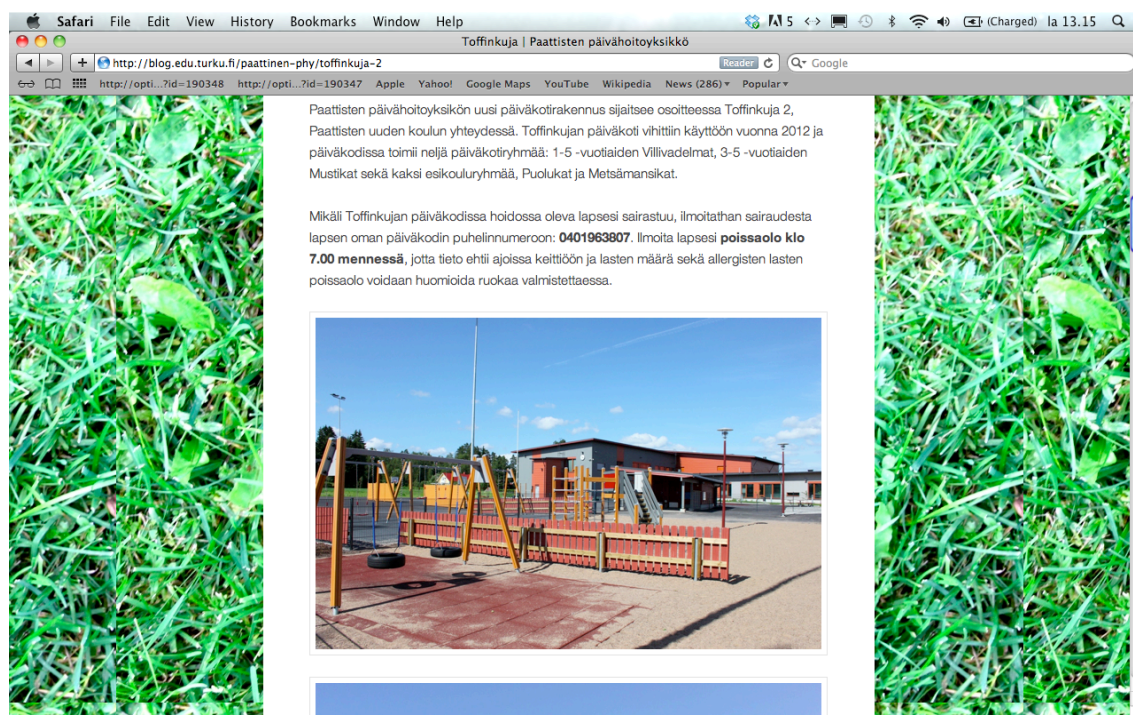 Safari File Edit View History Bookmarks Window Help
5 (Charged) la 13.15
Toffinkuja | Paattisten päivähoitoyksikkö
http://blog.edu.turku.fi/paattinen-phy/toffinkuja-2 Reader Google
http://opti...?id=190348 http://opti...?id=190347 Apple Yahoo! Google Maps YouTube Wikipedia News (286) Popular
Paattisten päivähoitoyksikön uusi päiväkotirakennus sijaitsee osoitteessa Toffinkuja 2,
Paattisten uuden koulun yhteydessä. Toffinkujan päiväkoti vihittiin käyttöön vuonna 2012 ja
päiväkodissa toimii neljä päiväkotiryhmää: 1-5 -vuotiaiden Villivadelmat, 3-5 -vuotiaiden
Mustikat sekä kaksi esikouluryhmää, Puolukat ja Metsämansikat.
Mikäli Toffinkujan päiväkodissa hoidossa oleva lapsesi sairastuu, ilmoitathan sairaudesta
lapsen oman päiväkodin puhelinnumeroon: 0401963807. Ilmoita lapsesi poissaolo klo
7.00 mennessä, jotta tieto ehtii ajoissa keittiöön ja lasten määrä sekä allergisten lasten
poissaolo voidaan huomioida ruokaa valmistettaessa.